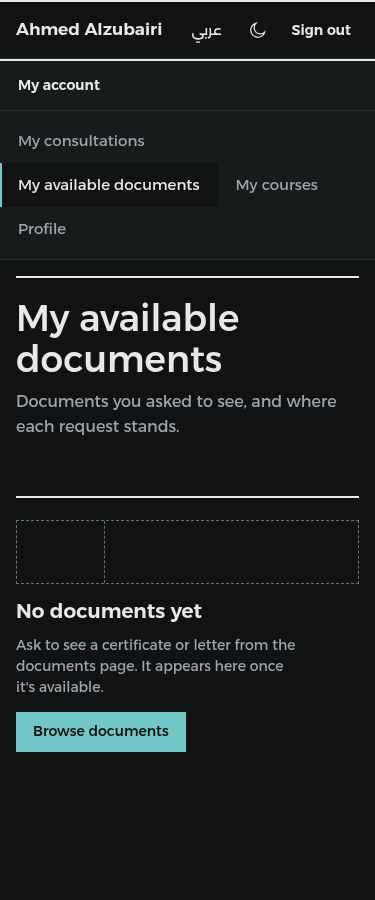 Ahmed Alzubairi
عربي
Sign out
My account
My consultations
My available documents
My courses
Profile
My available
documents
Documents you asked to see, and where
each request stands.
No documents yet
Ask to see a certificate or letter from the
documents page. It appears here once
it's available.
Browse documents